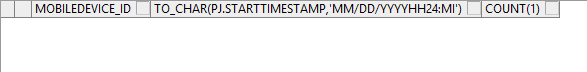 MOBILEDEVICE_ID TO_CHAR(PJ.STARTTIMESTAMP,'MM/DD/YYYYHH24:MI') COUNT(1)